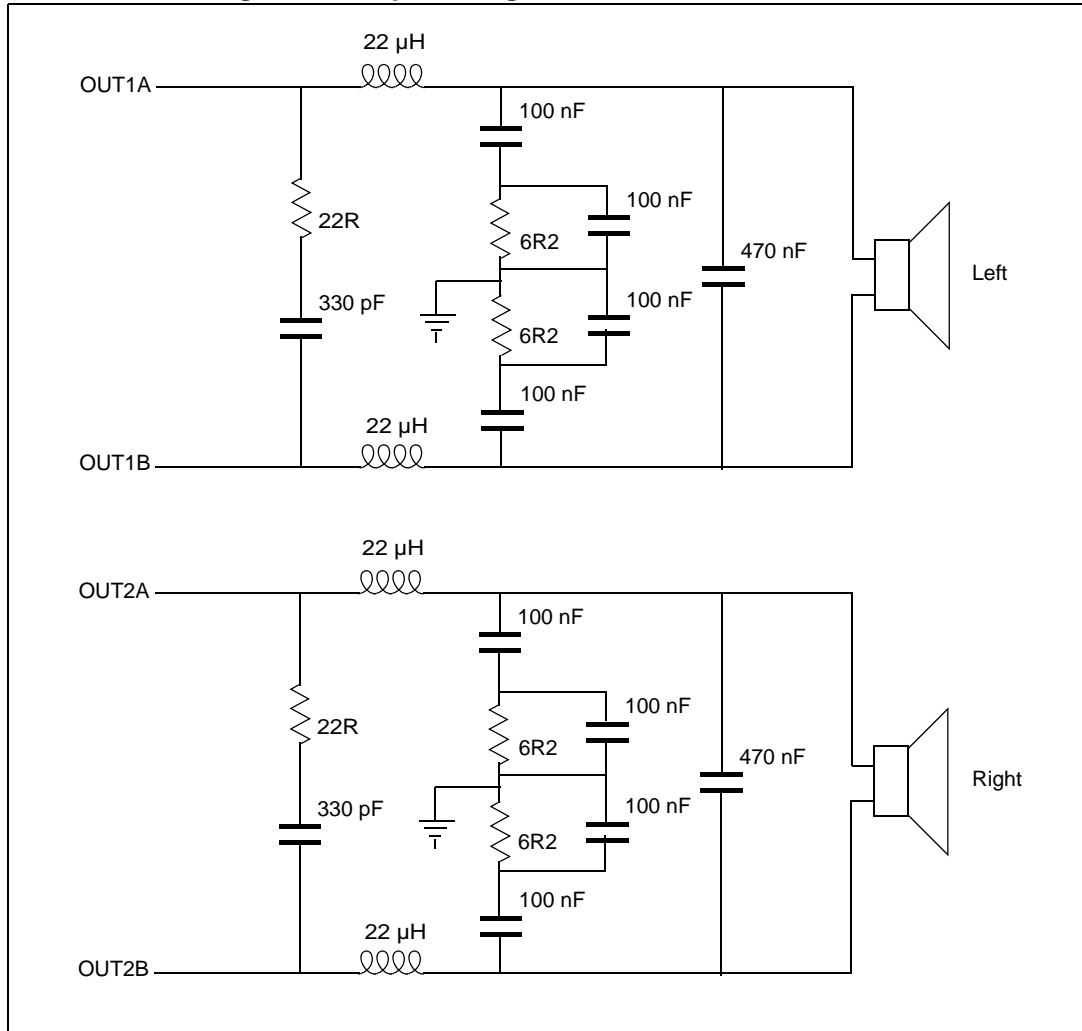 22 µH
OUT1A
100 nF
100 nF
22R
6R2
470 nF
Left
330 pF
100 nF
6R2
100 nF
22 µH
OUT1B
22 µH
OUT2A
100 nF
100 nF
22R
6R2
470 nF
Right
330 pF
100 nF
6R2
100 nF
22 µH
OUT2B